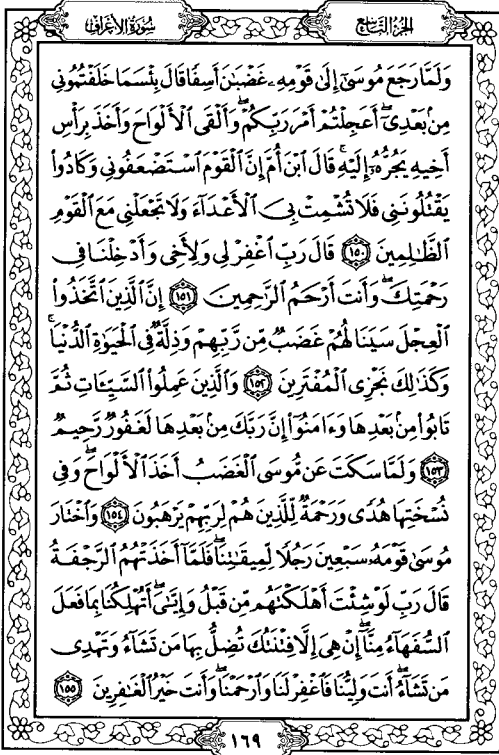 سورة الأعراف
الجزء التاسع
وَلَمَّا رَجَعَ مُوسَىٰٓ إِلَىٰ قَوْمِهِۦ غَضْبَٰنَ أَسِفًا قَالَ بِئْسَمَا خَلَفْتُمُونِى
مِنۢ بَعْدِىٓ ۖ أَعَجِلْتُمْ أَمْرَ رَبِّكُمْ ۖ وَأَلْقَى ٱلْأَلْوَاحَ وَأَخَذَ بِرَأْسِ
أَخِيهِ يَجُرُّهُۥٓ إِلَيْهِ ۚ قَالَ ٱبْنَ أُمَّ إِنَّ ٱلْقَوْمَ ٱسْتَضْعَفُونِى وَكَادُوا۟
يَقْتُلُونَنِى فَلَا تُشْمِتْ بِىَ ٱلْأَعْدَآءَ وَلَا تَجْعَلْنِى مَعَ ٱلْقَوْمِ
ٱلظَّٰلِمِينَ ١٥٠ قَالَ رَبِّ ٱغْفِرْ لِى وَلِأَخِى وَأَدْخِلْنَا فِى
رَحْمَتِكَ ۖ وَأَنتَ أَرْحَمُ ٱلرَّٰحِمِينَ ١٥١ إِنَّ ٱلَّذِينَ ٱتَّخَذُوا۟
ٱلْعِجْلَ سَيَنَالُهُمْ غَضَبٌ مِّن رَّبِّهِمْ وَذِلَّةٌ فِى ٱلْحَيَوٰةِ ٱلدُّنْيَا ۚ
وَكَذَٰلِكَ نَجْزِى ٱلْمُفْتَرِينَ ١٥٢ وَٱلَّذِينَ عَمِلُوا۟ ٱلسَّيِّـَٔاتِ ثُمَّ
تَابُوا۟ مِنۢ بَعْدِهَا وَءَامَنُوٓا۟ إِنَّ رَبَّكَ مِنۢ بَعْدِهَا لَغَفُورٌ رَّحِيمٌ
١٥٣ وَلَمَّا سَكَتَ عَن مُّوسَى ٱلْغَضَبُ أَخَذَ ٱلْأَلْوَاحَ ۖ وَفِى
نُسْخَتِهَا هُدًى وَرَحْمَةٌ لِّلَّذِينَ هُمْ لِرَبِّهِمْ يَرْهَبُونَ ١٥٤ وَٱخْتَارَ
مُوسَىٰ قَوْمَهُۥ سَبْعِينَ رَجُلًا لِّمِيقَٰتِنَا ۖ فَلَمَّآ أَخَذَتْهُمُ ٱلرَّجْفَةُ
قَالَ رَبِّ لَوْ شِئْتَ أَهْلَكْتَهُم مِّن قَبْلُ وَإِيَّٰىَ ۖ أَتُهْلِكُنَا بِمَا فَعَلَ
ٱلسُّفَهَآءُ مِنَّآ ۖ إِنْ هِىَ إِلَّا فِتْنَتُكَ تُضِلُّ بِهَا مَن تَشَآءُ وَتَهْدِى
مَن تَشَآءُ ۖ أَنتَ وَلِيُّنَا فَٱغْفِرْ لَنَا وَٱرْحَمْنَا ۖ وَأَنتَ خَيْرُ ٱلْغَٰفِرِينَ ١٥٥
١٦٩